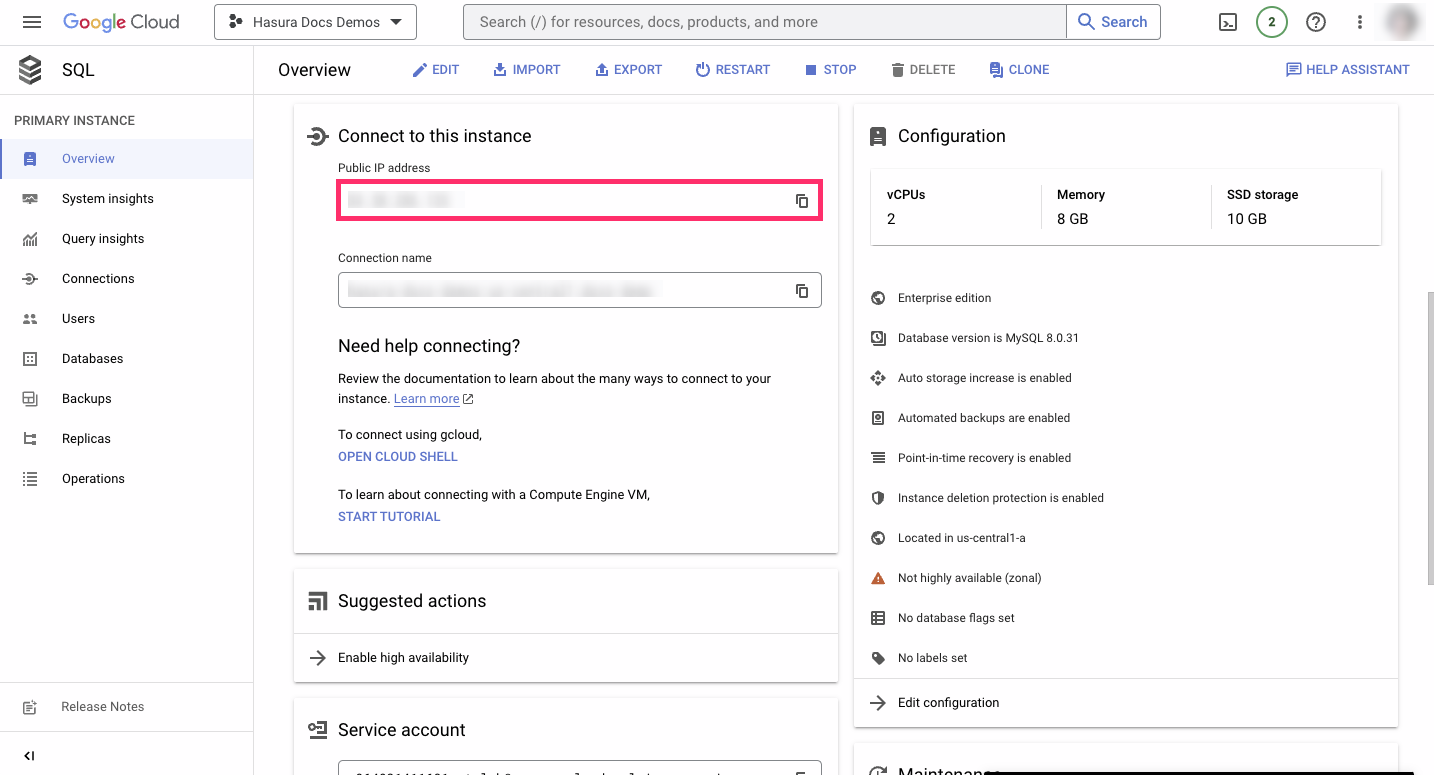 Google Cloud
Hasura Docs Demos
Search (/) for resources, docs, products, and more
Search
2
SQL
Overview
EDIT
IMPORT
EXPORT
RESTART
STOP
DELETE
CLONE
HELP ASSISTANT
PRIMARY INSTANCE
Overview
System insights
Query insights
Connections
Users
Databases
Backups
Replicas
Operations
Release Notes
Connect to this instance
Public IP address
Connection name
Need help connecting?
Review the documentation to learn about the many ways to connect to your
instance. Learn more
To connect using gcloud,
OPEN CLOUD SHELL
To learn about connecting with a Compute Engine VM,
START TUTORIAL
Suggested actions
Enable high availability
Service account
Configuration
vCPUs
Memory
SSD storage
2
8 GB
10 GB
Enterprise edition
Database version is MySQL 8.0.31
Auto storage increase is enabled
Automated backups are enabled
Point-in-time recovery is enabled
Instance deletion protection is enabled
Located in us-central1-a
Not highly available (zonal)
No database flags set
No labels set
Edit configuration
Maintenance